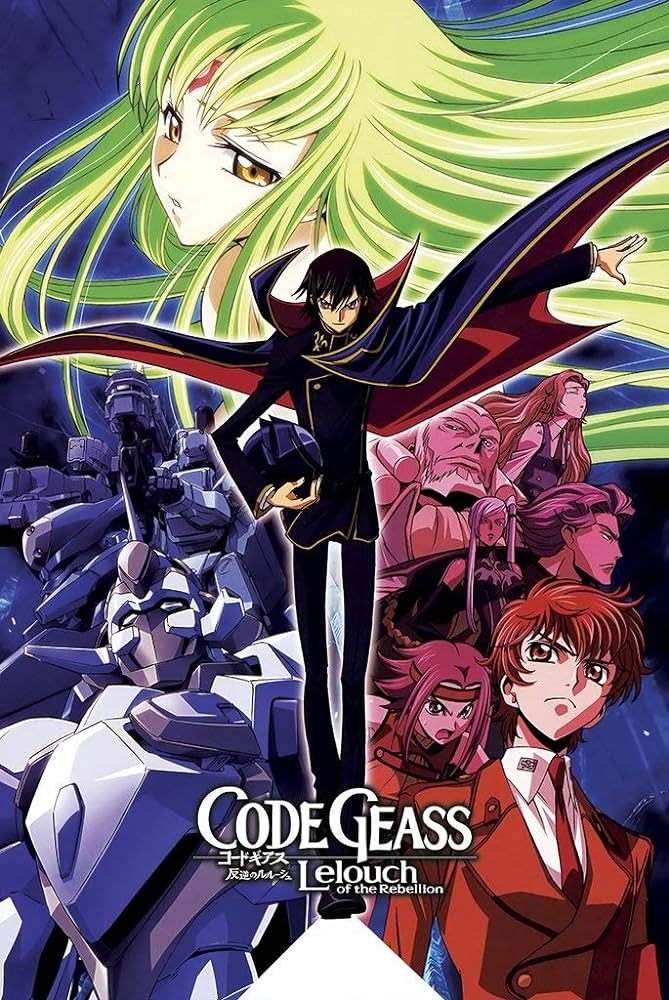 CODE GEASS
コードギアス
反逆のルルーシュ
Lelouch
of the Rebellion